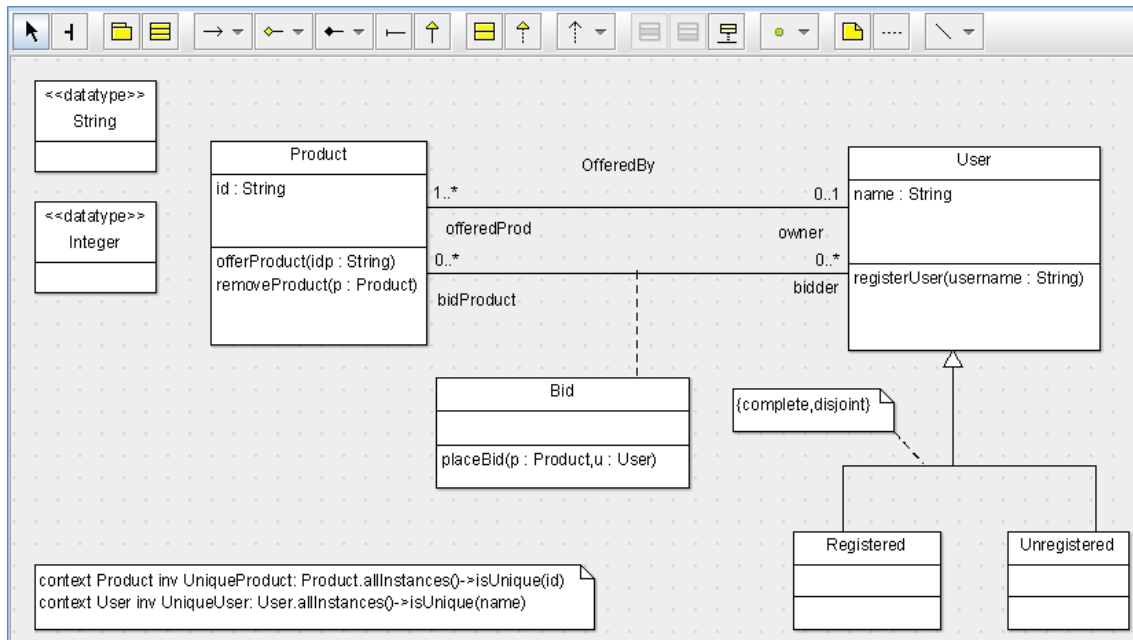 <<datatype>>
String
<<datatype>>
Integer
Product
id : String
offerProduct(idp : String)
removeProduct(p : Product)
OfferedBy
1..*
0..1
offeredProd
owner
0..*
0..*
bidProduct
bidder
User
name : String
registerUser(username : String)
Bid
placeBid(p : Product,u : User)
{complete,disjoint}
Registered
Unregistered
context Product inv UniqueProduct: Product.allInstances()->isUnique(id)
context User inv UniqueUser: User.allInstances()->isUnique(name)